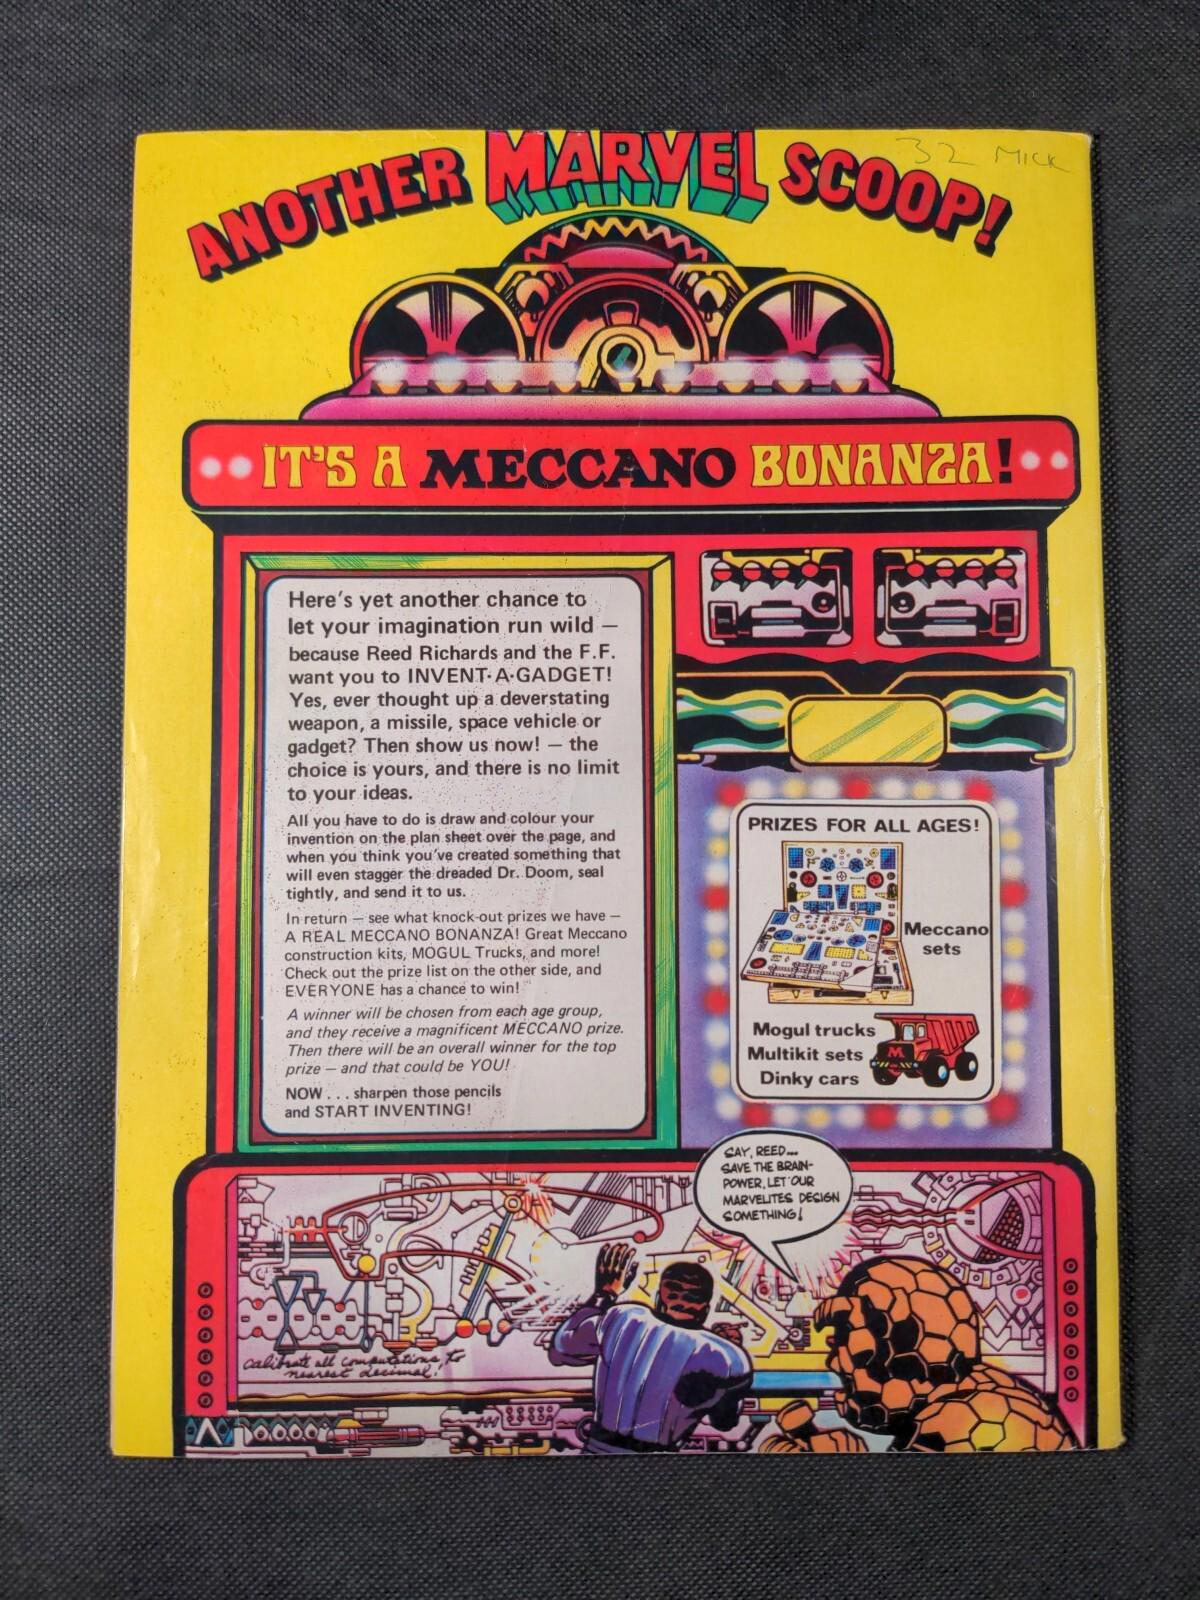 32 MICK
ANOTHER MARVEL SCOOP!
IT'S A MECCANO BONANZA!
Here's yet another chance to
let your imagination run wild —
because Reed Richards and the F.F.
want you to INVENT·A·GADGET!
Yes, ever thought up a deverstating
weapon, a missile, space vehicle or
gadget? Then show us now! — the
choice is yours, and there is no limit
to your ideas.
All you have to do is draw and colour your
invention on the plan sheet over the page, and
when you think you've created something that
will even stagger the dreaded Dr. Doom, seal
tightly, and send it to us.
In return — see what knock-out prizes we have —
A REAL MECCANO BONANZA! Great Meccano
construction kits, MOGUL Trucks, and more!
Check out the prize list on the other side, and
EVERYONE has a chance to win!
A winner will be chosen from each age group,
and they receive a magnificent MECCANO prize.
Then there will be an overall winner for the top
prize — and that could be YOU!
NOW . . . sharpen those pencils
and START INVENTING!
PRIZES FOR ALL AGES!
Meccano
sets
Mogul trucks
Multikit sets
Dinky cars
M
SAY, REED...
SAVE THE BRAIN-
POWER, LET OUR
MARVELITES DESIGN
SOMETHING!
calibrate all computations, to
nearest decimal!